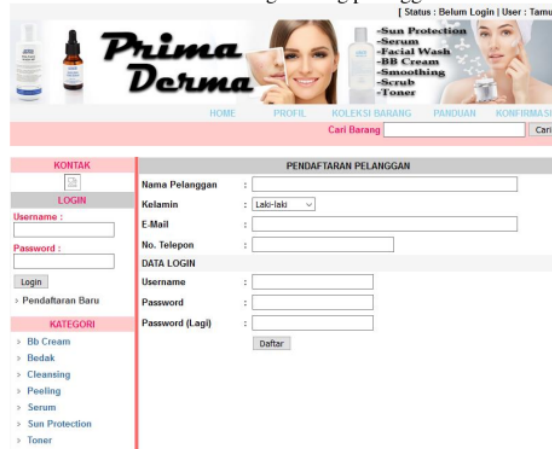 [ Status : Belum Login | User : Tamu
Prima
Derma
-Sun Protection
-Serum
-Facial Wash
-BB Cream
-Smoothing
-Scrub
-Toner
HOME PROFIL KOLEKSI BARANG PANDUAN KONFIRMASI
Cari Barang Cari
KONTAK
LOGIN
Username :
Password :
Login
> Pendaftaran Baru
KATEGORI
> Bb Cream
> Bedak
> Cleansing
> Peeling
> Serum
> Sun Protection
> Toner
PENDAFTARAN PELANGGAN
Nama Pelanggan :
Kelamin : Laki-laki
E-Mail :
No. Telepon :
DATA LOGIN
Username :
Password :
Password (Lagi) :
Daftar